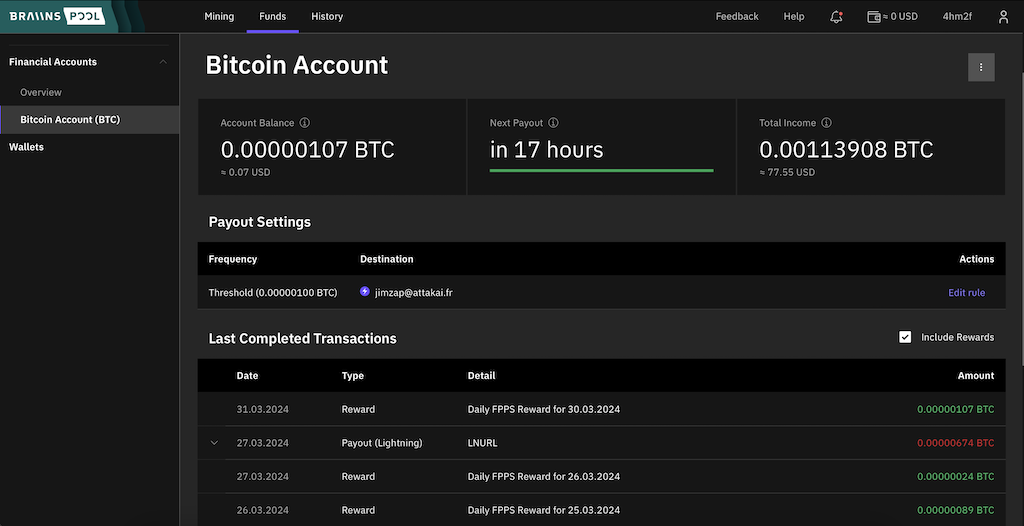 BRAIINS POOL Mining Funds History Feedback Help ≈ 0 USD 4hm2f
Financial Accounts
Overview
Bitcoin Account (BTC)
Wallets
Bitcoin Account
Account Balance Next Payout Total Income
0.00000107 BTC in 17 hours 0.00113908 BTC
≈ 0.07 USD ≈ 77.55 USD
Payout Settings
Frequency Destination Actions
Threshold (0.00000100 BTC) jimzap@attakai.fr Edit rule
Last Completed Transactions Include Rewards
Date Type Detail Amount
31.03.2024 Reward Daily FPPS Reward for 30.03.2024 0.00000107 BTC
27.03.2024 Payout (Lightning) LNURL 0.00000674 BTC
27.03.2024 Reward Daily FPPS Reward for 26.03.2024 0.00000024 BTC
26.03.2024 Reward Daily FPPS Reward for 25.03.2024 0.00000089 BTC